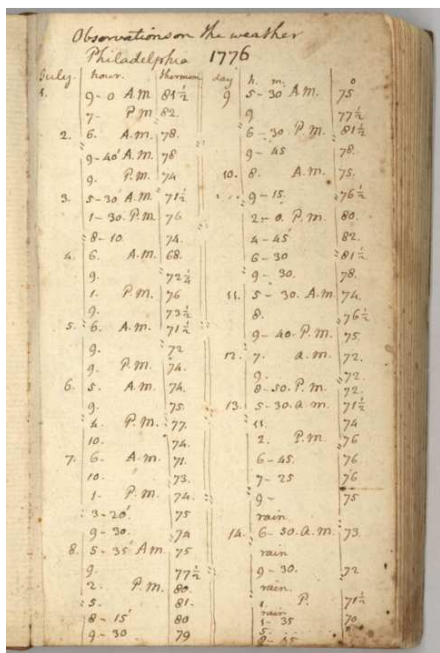 Observations on the weather
Philadelphia 1776
July. hour. thermom
1. 9-0 A.M. 81½
7- P.M. 82.
2. 6. A.M. 78.
9-40' A.M. 78
9. P.M. 74
3. 5-30 A.M. 71½
1-30. P.M. 76
8-10. 74.
4. 6. A.M. 68.
9. 72¼
1. P.M. 76
9. 73½
5. 6. A.M. 71½
9. 72
9. P.M. 74.
6. 5. A.M. 74.
9. 75.
4. P.M. 77.
10. 74.
7. 6. A.M. 71.
10. 73.
1. P.M. 74.
3-20' 75
9-30. 74
8. 5-35' A.M. 75
9. 77½
2. P.M. 80.
5. 81.
8-15' 80
9-30 79
day h. m. o
9 5-30 A.M. 75
9 77½
6-30 P.M. 81½
9-45 78.
10. 8. A.M. 75.
9-15. 76½
2-0. P.M. 80.
4-45' 82.
6-30 81½
9-30. 78.
11. 5-30. A.M. 74.
8. 76½
9-40. P.M. 75.
12. 7. a.m. 72.
9. 72.
8-50. P.M. 72.
13. 5-30. a.m. 71½
11. 74
2. P.M. 76
6-45. 76
7-25 76
9- 75
rain
14. 6-30. a.m. 73.
rain
9-30. 72
rain.
1. P. 71½
rain
1-35 70
5.